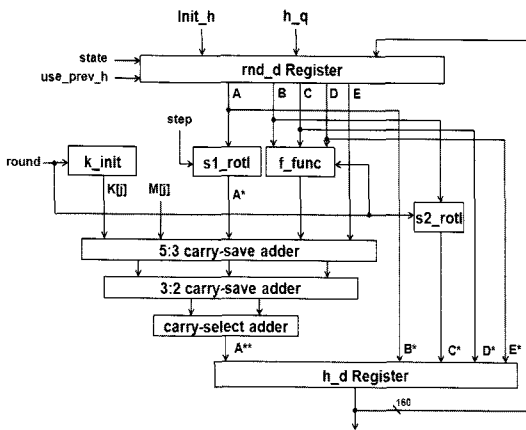 Init_h h_q
state
use_prev_h
rnd_d Register
A B C D E
step
round
k_init
s1_rotl
f_func
K[j] M[j] A*
s2_rotl
5:3 carry-save adder
3:2 carry-save adder
carry-select adder
A** B* C* D* E*
h_d Register
160